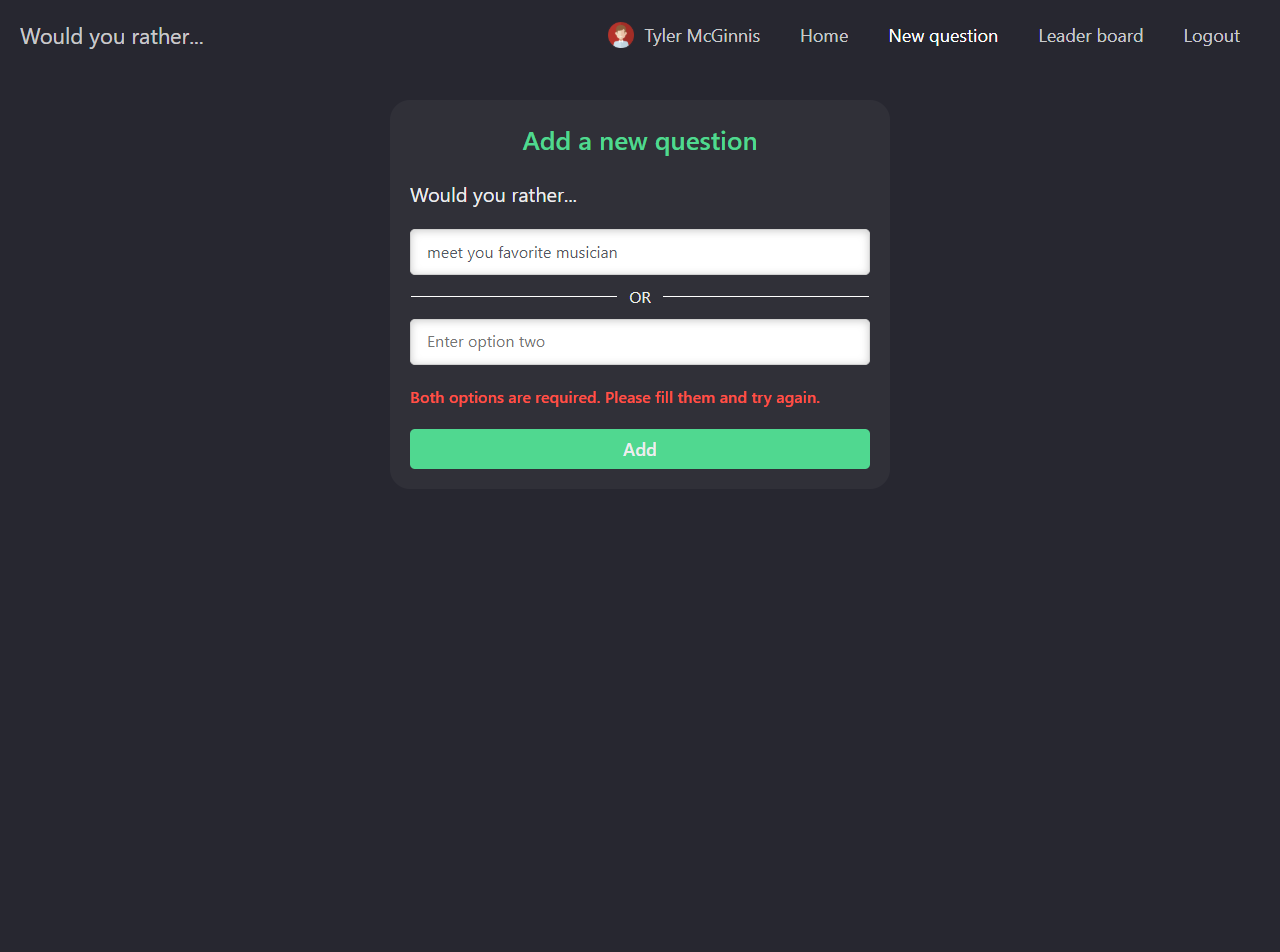 Would you rather...
Tyler McGinnis
Home
New question
Leader board
Logout
Add a new question
Would you rather...
meet you favorite musician
OR
Enter option two
Both options are required. Please fill them and try again.
Add